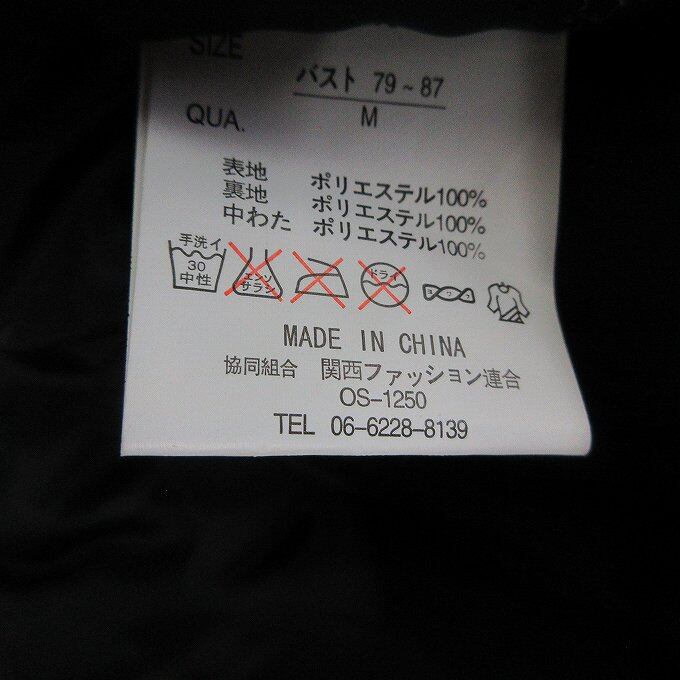 SIZE
バスト 79~87
M
QUA.
表地 ポリエステル100%
裏地 ポリエステル100%
中わた ポリエステル100%
手洗イ
30
中性
エンソ
サラシ
ドライ
ヨワク
MADE IN CHINA
協同組合 関西ファッション連合
OS-1250
TEL 06-6228-8139